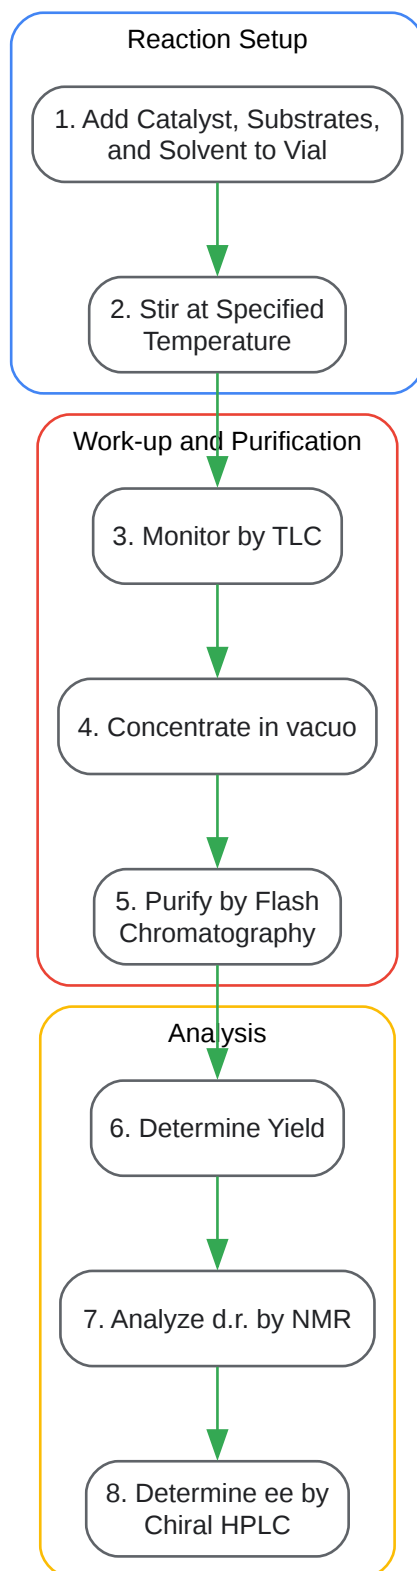 Reaction Setup
1. Add Catalyst, Substrates,
and Solvent to Vial
2. Stir at Specified
Temperature
Work-up and Purification
3. Monitor by TLC
4. Concentrate in vacuo
5. Purify by Flash
Chromatography
Analysis
6. Determine Yield
7. Analyze d.r. by NMR
8. Determine ee by
Chiral HPLC